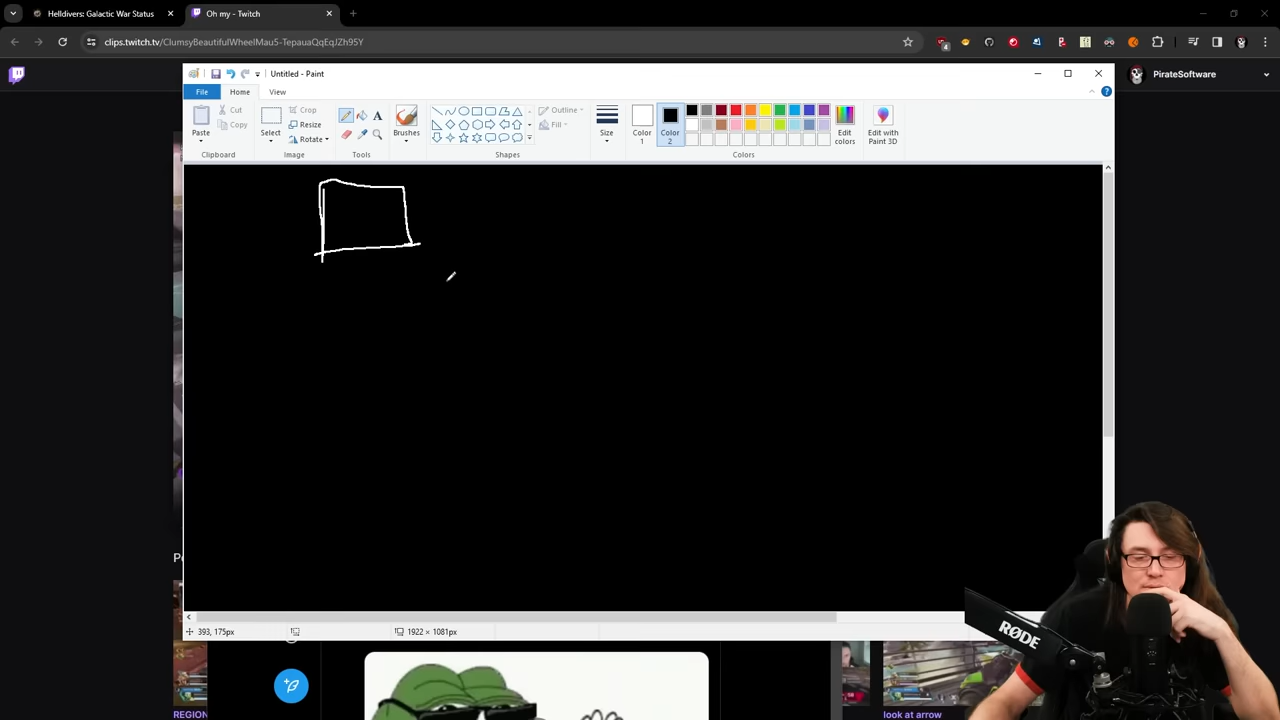 Helldivers: Galactic War Status
Oh my - Twitch
clips.twitch.tv/ClumsyBeautifulWheelMau5-TepauaQqEqJZh95Y
4
PirateSoftware
Untitled - Paint
File
Home
View
Paste
Cut
Copy
Clipboard
Select
Crop
Resize
Rotate
Image
A
Tools
Brushes
Shapes
Outline
Fill
Size
Color
1
Color
2
Colors
Edit
colors
Edit with
Paint 3D
393, 175px
1922 × 1081px
RØDE
REGION
look at arrow